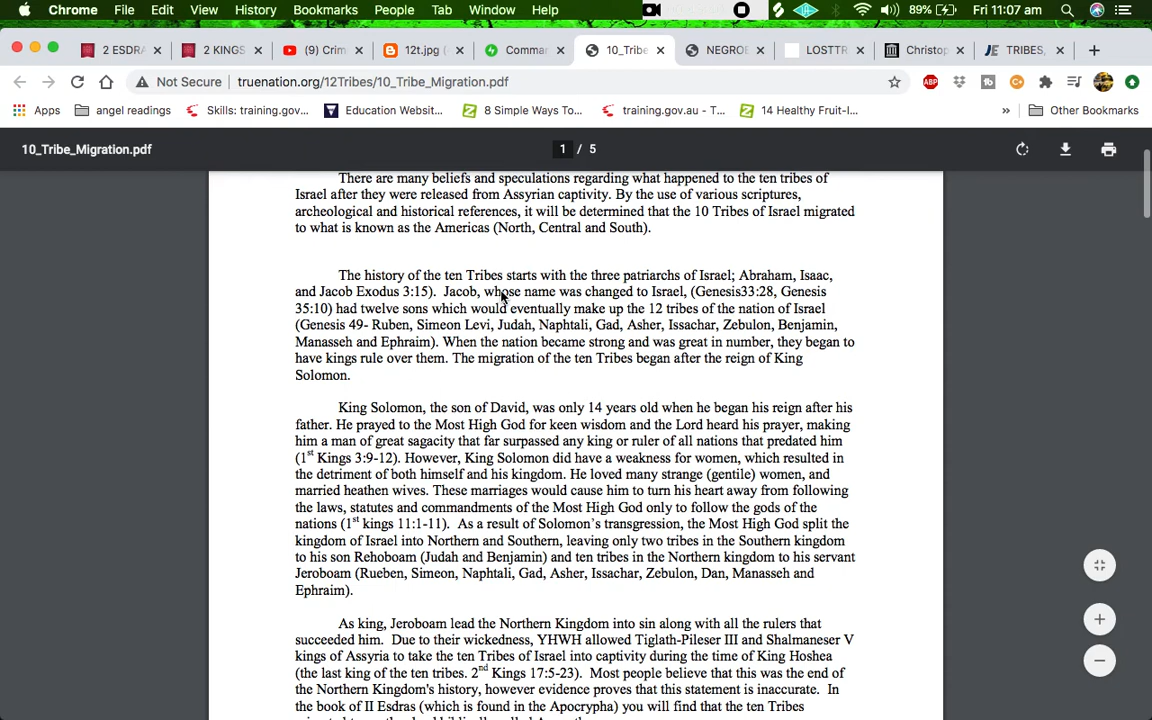 Chrome File Edit View History Bookmarks People Tab Window Help 89% Fri 11:07 am
2 ESDRA 2 KINGS (9) Crim 12t.jpg Comma 10_Tribe NEGROE LOSTTR Christop TRIBES,
Not Secure truenation.org/12Tribes/10_Tribe_Migration.pdf
Apps angel readings Skills: training.gov... Education Websit... 8 Simple Ways To... training.gov.au - T... 14 Healthy Fruit-I... » Other Bookmarks
10_Tribe_Migration.pdf 1 / 5
There are many beliefs and speculations regarding what happened to the ten tribes of
Israel after they were released from Assyrian captivity. By the use of various scriptures,
archeological and historical references, it will be determined that the 10 Tribes of Israel migrated
to what is known as the Americas (North, Central and South).
The history of the ten Tribes starts with the three patriarchs of Israel; Abraham, Isaac,
and Jacob Exodus 3:15). Jacob, whose name was changed to Israel, (Genesis33:28, Genesis
35:10) had twelve sons which would eventually make up the 12 tribes of the nation of Israel
(Genesis 49- Ruben, Simeon Levi, Judah, Naphtali, Gad, Asher, Issachar, Zebulon, Benjamin,
Manasseh and Ephraim). When the nation became strong and was great in number, they began to
have kings rule over them. The migration of the ten Tribes began after the reign of King
Solomon.
King Solomon, the son of David, was only 14 years old when he began his reign after his
father. He prayed to the Most High God for keen wisdom and the Lord heard his prayer, making
him a man of great sagacity that far surpassed any king or ruler of all nations that predated him
(1st Kings 3:9-12). However, King Solomon did have a weakness for women, which resulted in
the detriment of both himself and his kingdom. He loved many strange (gentile) women, and
married heathen wives. These marriages would cause him to turn his heart away from following
the laws, statutes and commandments of the Most High God only to follow the gods of the
nations (1st kings 11:1-11). As a result of Solomon's transgression, the Most High God split the
kingdom of Israel into Northern and Southern, leaving only two tribes in the Southern kingdom
to his son Rehoboam (Judah and Benjamin) and ten tribes in the Northern kingdom to his servant
Jeroboam (Rueben, Simeon, Naphtali, Gad, Asher, Issachar, Zebulon, Dan, Manasseh and
Ephraim).
As king, Jeroboam lead the Northern Kingdom into sin along with all the rulers that
succeeded him. Due to their wickedness, YHWH allowed Tiglath-Pileser III and Shalmaneser V
kings of Assyria to take the ten Tribes of Israel into captivity during the time of King Hoshea
(the last king of the ten tribes. 2nd Kings 17:5-23). Most people believe that this was the end of
the Northern Kingdom's history, however evidence proves that this statement is inaccurate. In
the book of II Esdras (which is found in the Apocrypha) you will find that the ten Tribes